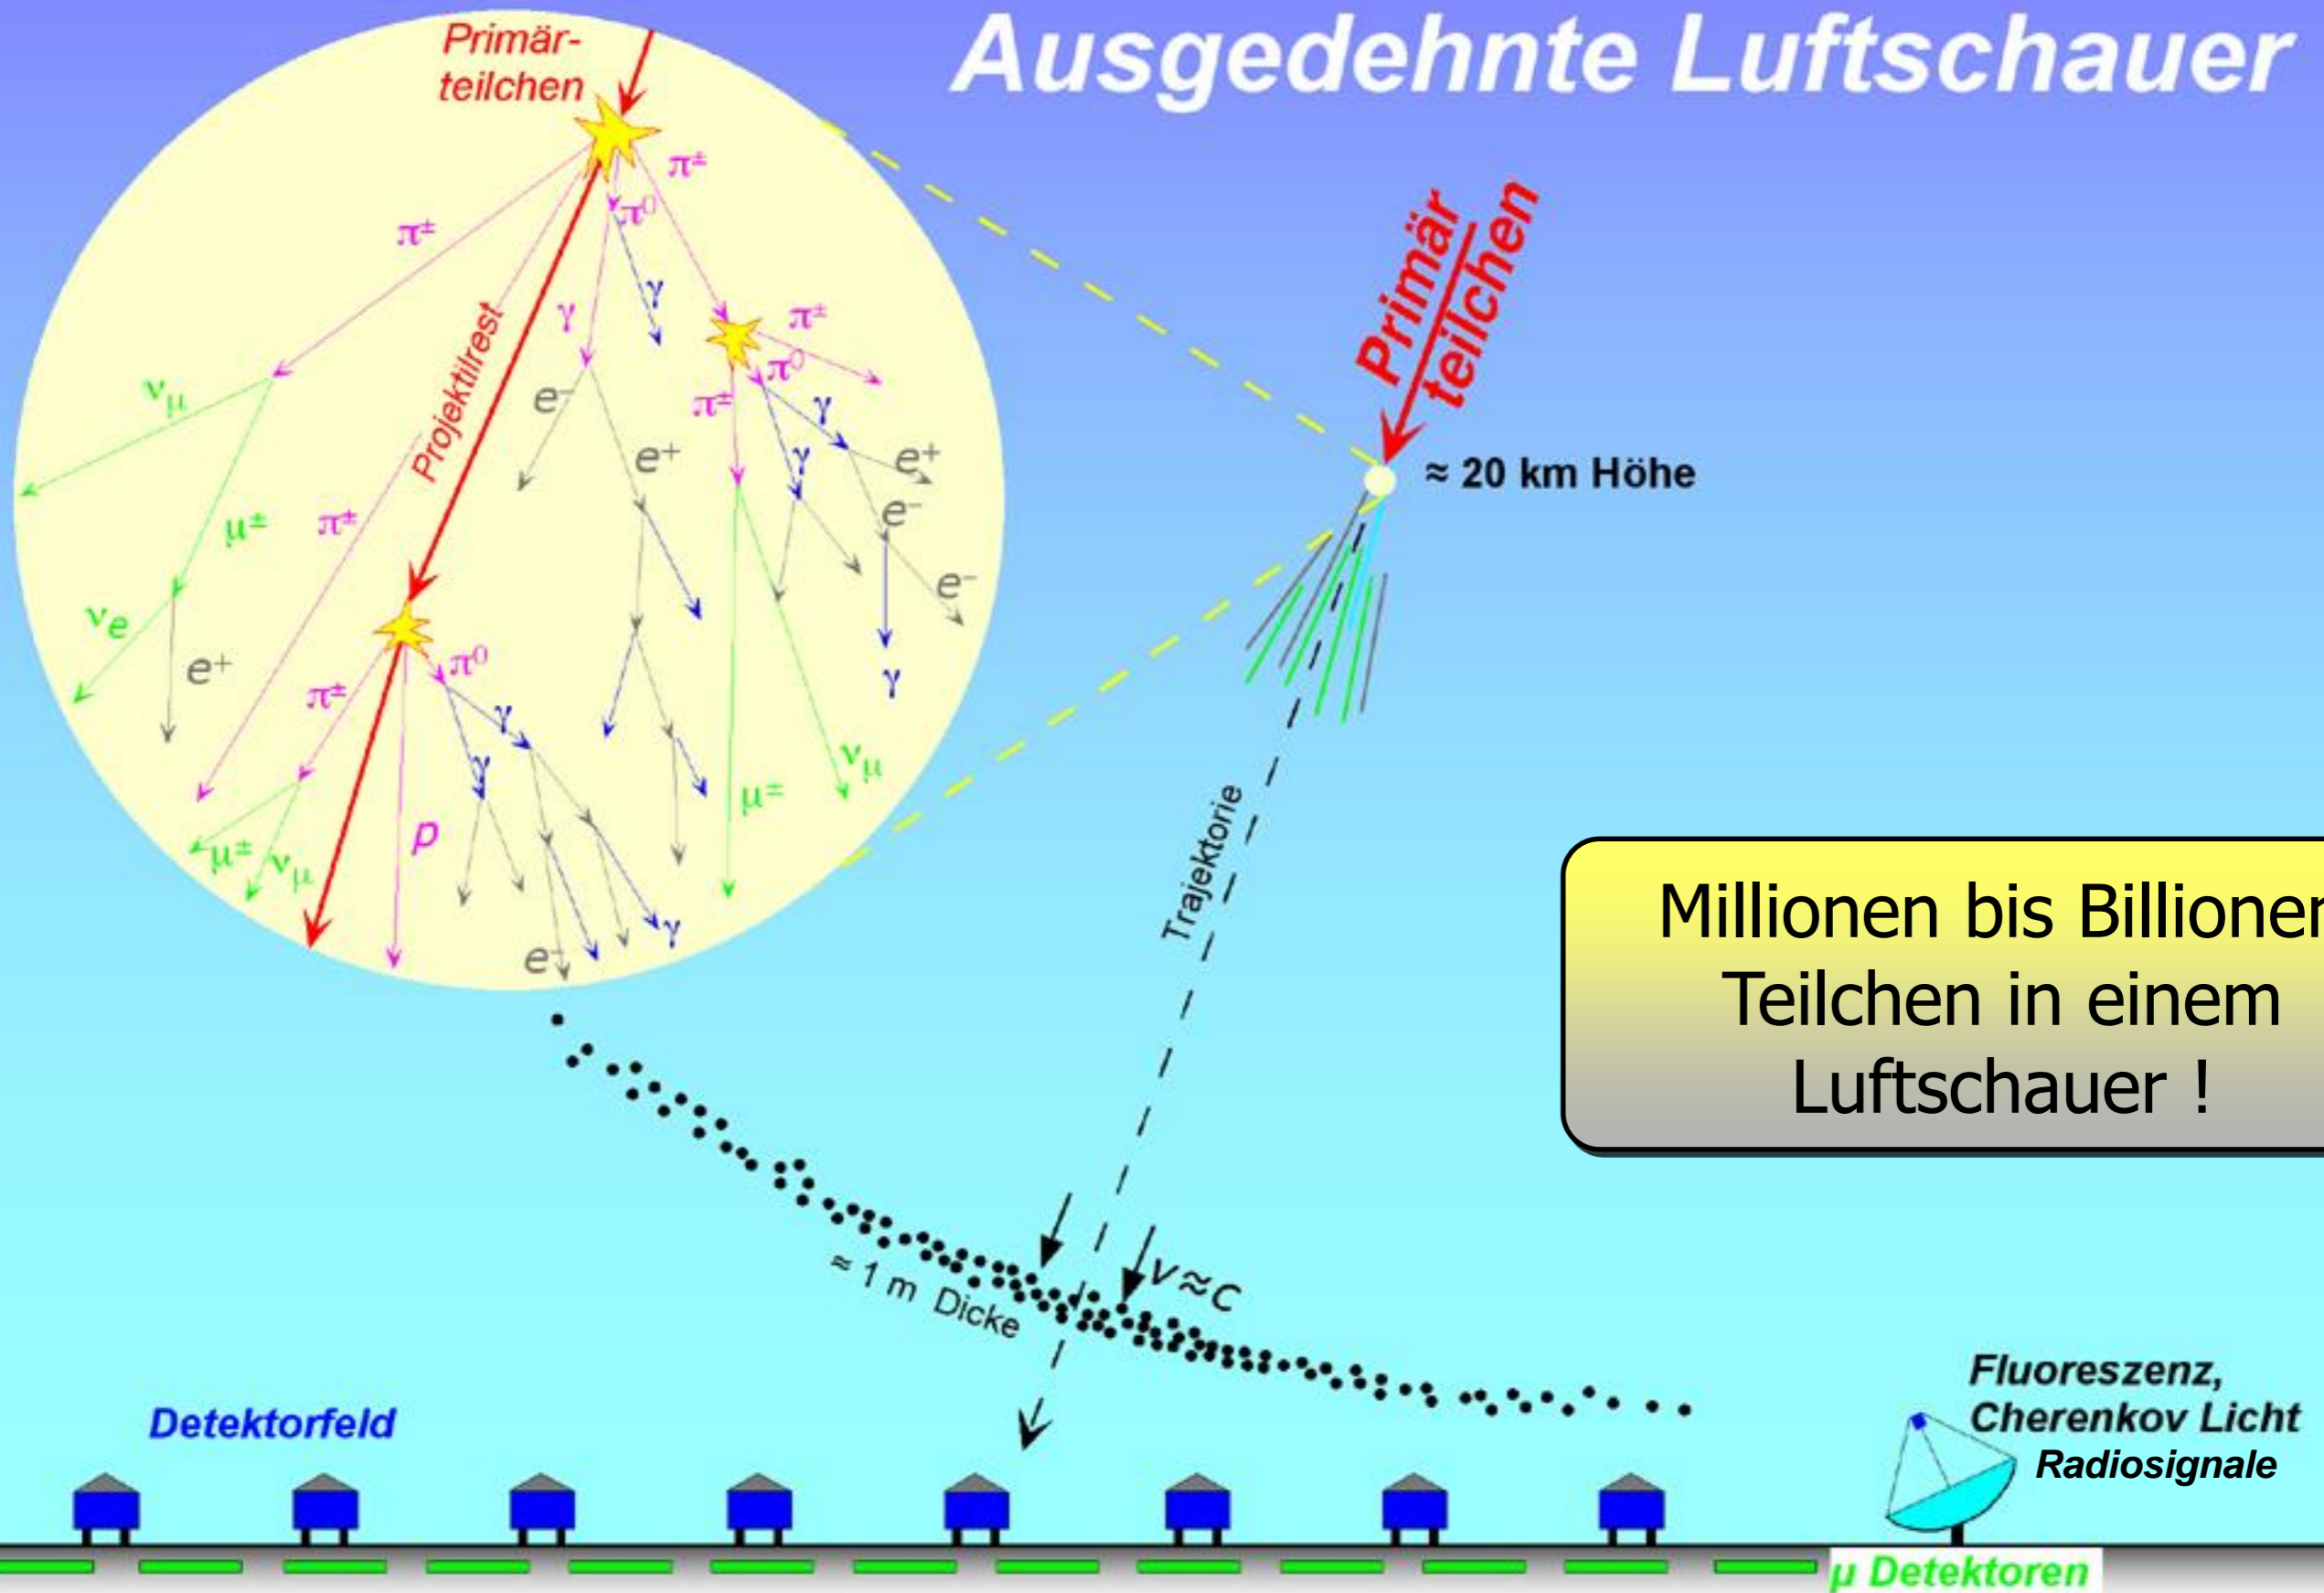 Ausgedehnte Luftschauer
Primär-
teilchen
π±
π0
π±
γ
γ
Projektilrest
π±
π0
π±
νμ
e-
γ
γ
e+
e+
e-
μ±
π±
e-
νe
e+
π0
γ
π±
γ
γ
νμ
μ±
p
μ±
νμ
γ
e-
Primär
teilchen
≈ 20 km Höhe
Trajektorie
Millionen bis Billionen
Teilchen in einem
Luftschauer !
≈ 1 m Dicke
v≈c
Detektorfeld
Fluoreszenz,
Cherenkov Licht
Radiosignale
μ Detektoren